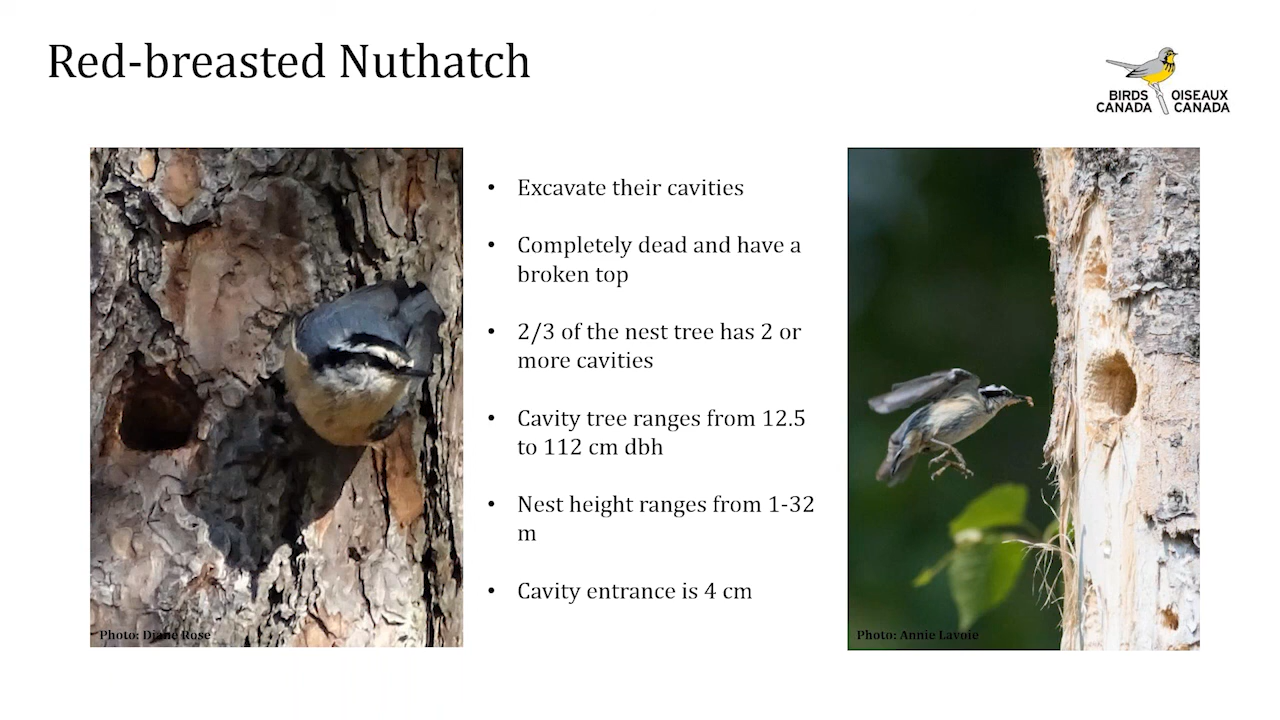 Red-breasted Nuthatch
BIRDS OISEAUX
CANADA CANADA
• Excavate their cavities
• Completely dead and have a
broken top
• 2/3 of the nest tree has 2 or
more cavities
• Cavity tree ranges from 12.5
to 112 cm dbh
• Nest height ranges from 1-32
m
• Cavity entrance is 4 cm
Photo: Diane Rose
Photo: Annie Lavoie